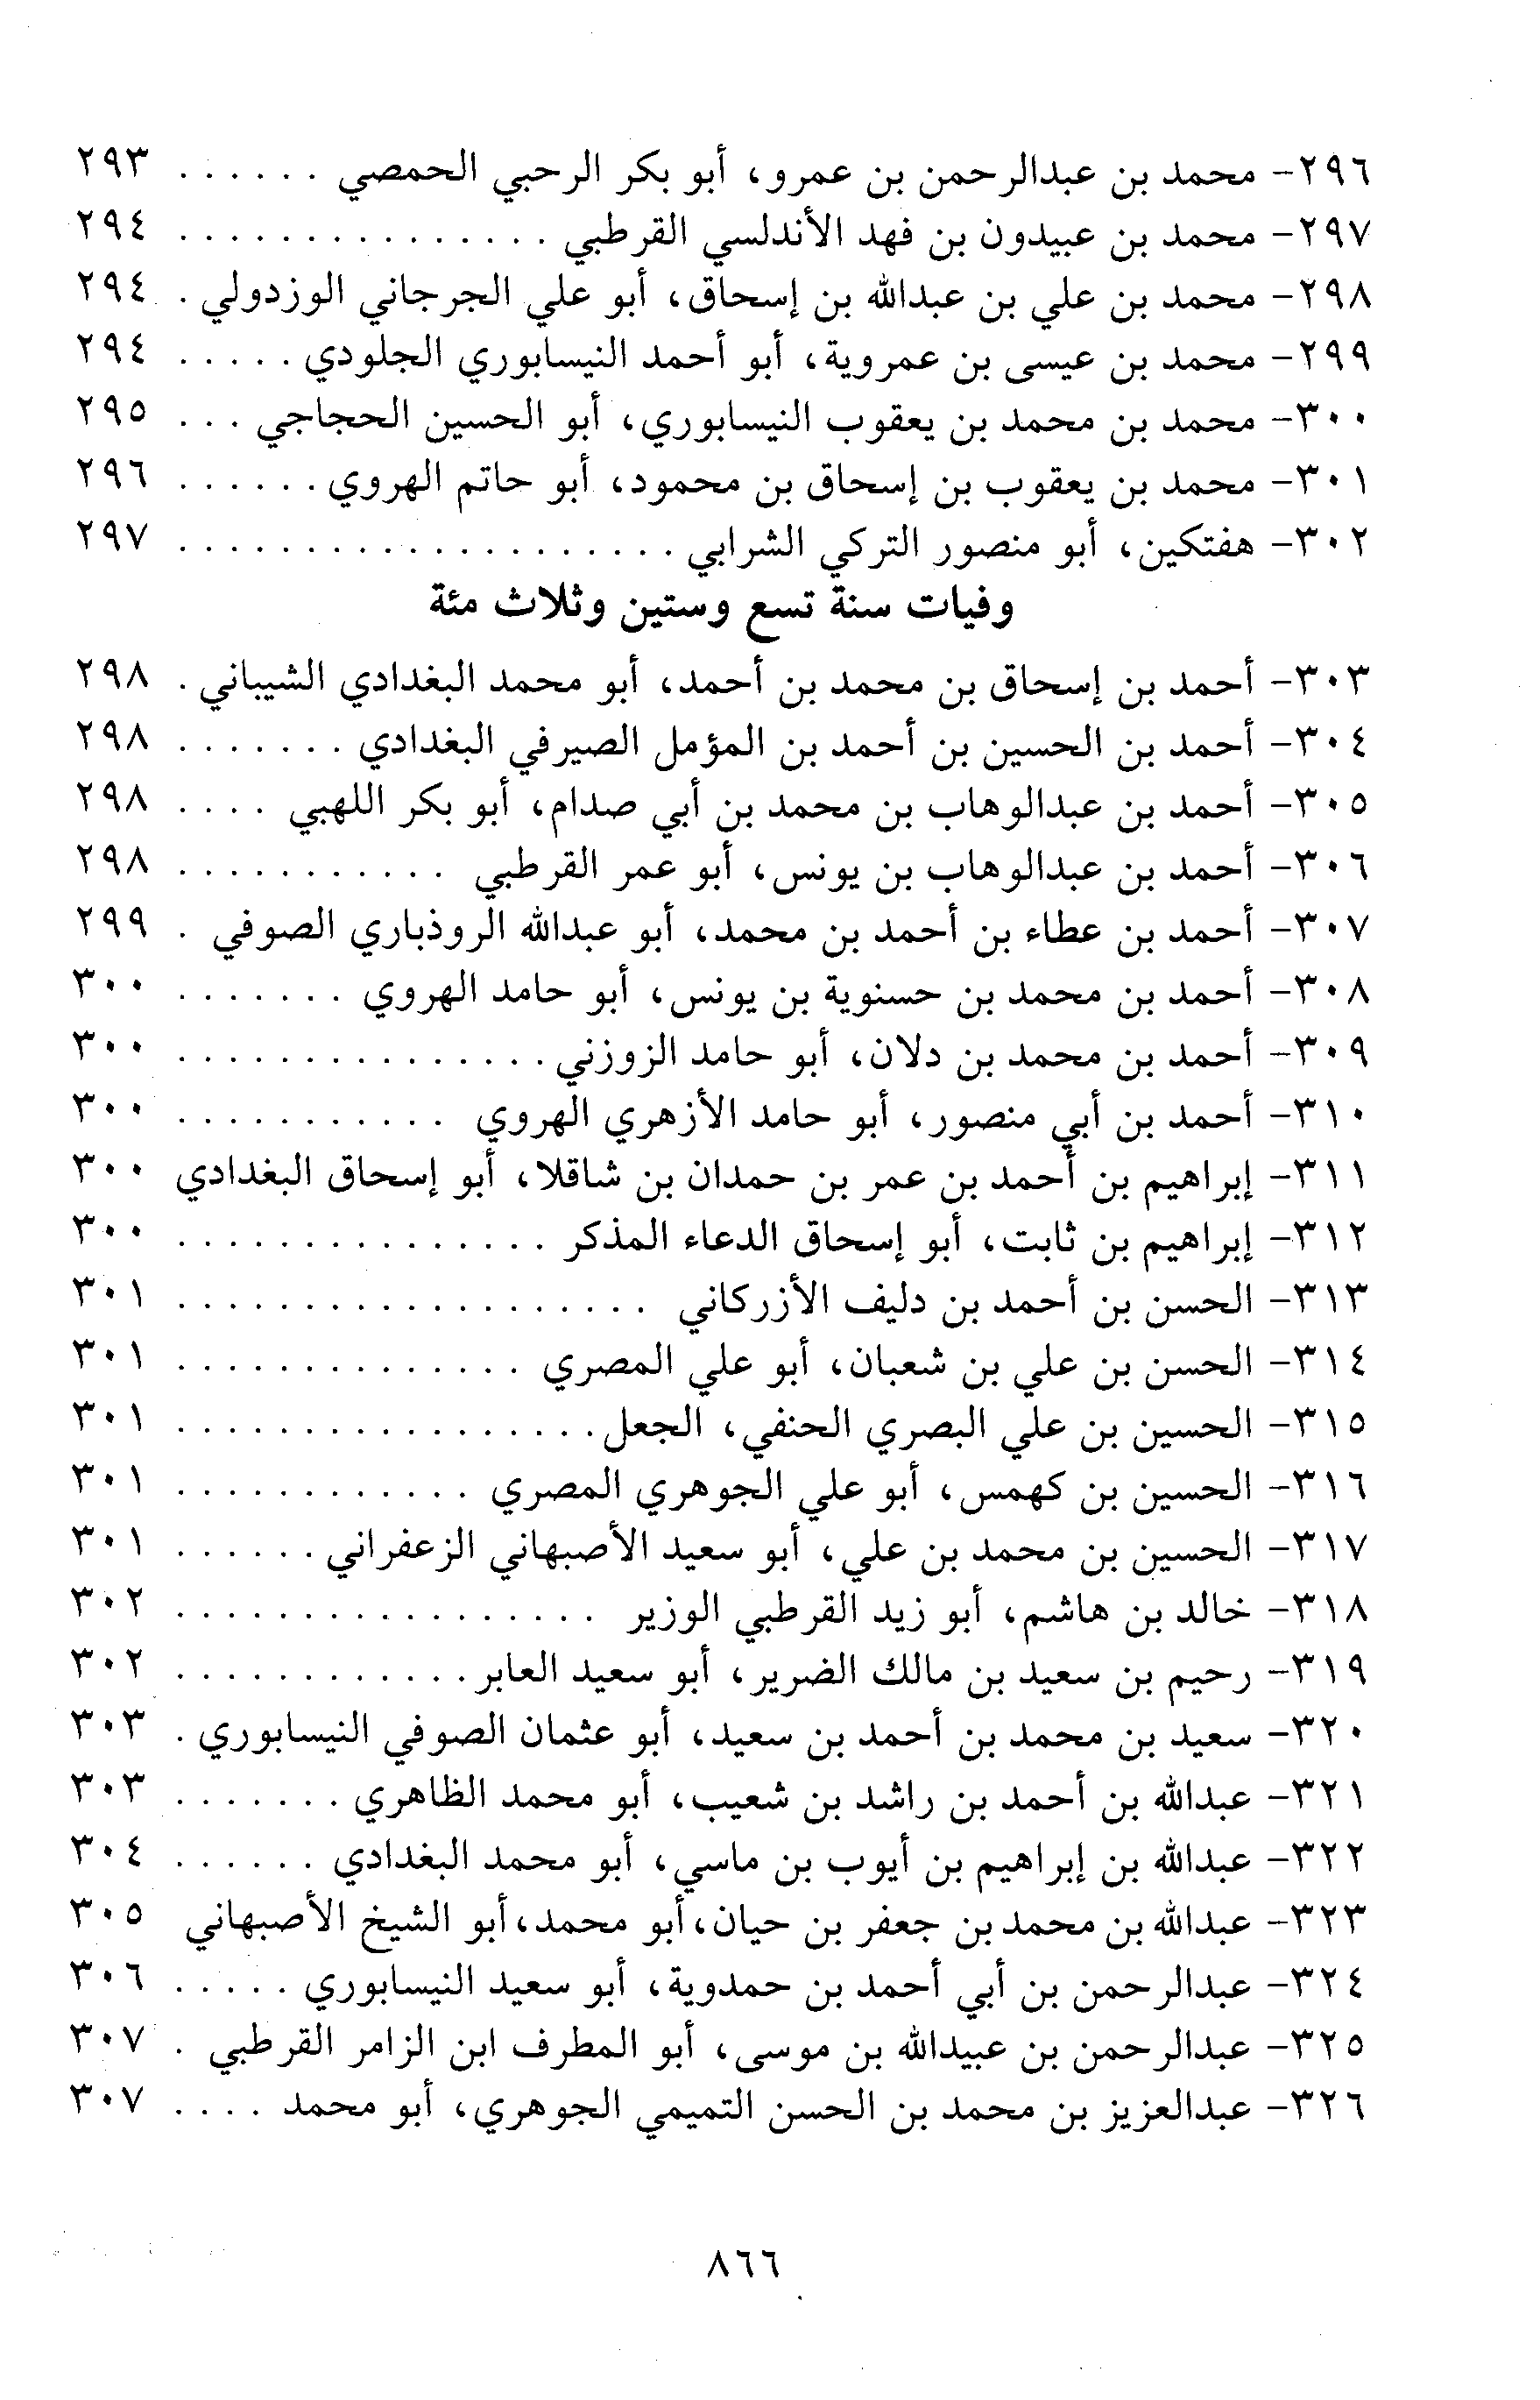 ٢٩٦- محمد بن عبدالرحمن بن عمرو، أبو بكر الرحبي الحمصي . . . . . . ٢٩٣
٢٩٧- محمد بن عبيدون بن فهد الأندلسي القرطبي . . . . . . . . . . . . . . . ٢٩٤
٢٩٨- محمد بن علي بن عبدالله بن إسحاق، أبو علي الجرجاني الوزدولي . ٢٩٤
٢٩٩- محمد بن عيسى بن عمروية، أبو أحمد النيسابوري الجلودي . . . . . ٢٩٤
٣٠٠- محمد بن محمد بن يعقوب النيسابوري، أبو الحسين الحجاجي . . . ٢٩٥
٣٠١- محمد بن يعقوب بن إسحاق بن محمود، أبو حاتم الهروي . . . . . . ٢٩٦
٣٠٢- هفتكين، أبو منصور التركي الشرابي . . . . . . . . . . . . . . . . . . . . ٢٩٧
وفيات سنة تسع وستين وثلاث مئة
٣٠٣- أحمد بن إسحاق بن محمد بن أحمد، أبو محمد البغدادي الشيباني . ٢٩٨
٣٠٤- أحمد بن الحسين بن أحمد بن المؤمل الصيرفي البغدادي . . . . . . . ٢٩٨
٣٠٥- أحمد بن عبدالوهاب بن محمد بن أبي صدام، أبو بكر اللهبي . . . . ٢٩٨
٣٠٦- أحمد بن عبدالوهاب بن يونس، أبو عمر القرطبي . . . . . . . . . . . ٢٩٨
٣٠٧- أحمد بن عطاء بن أحمد بن محمد، أبو عبدالله الروذباري الصوفي . ٢٩٩
٣٠٨- أحمد بن محمد بن حسنوية بن يونس، أبو حامد الهروي . . . . . . . ٣٠٠
٣٠٩- أحمد بن محمد بن دلان، أبو حامد الزوزني . . . . . . . . . . . . . . . ٣٠٠
٣١٠- أحمد بن أبي منصور، أبو حامد الأزهري الهروي . . . . . . . . . . . ٣٠٠
٣١١- إبراهيم بن أحمد بن عمر بن حمدان بن شاقلا، أبو إسحاق البغدادي ٣٠٠
٣١٢- إبراهيم بن ثابت، أبو إسحاق الدعاء المذكر . . . . . . . . . . . . . . . ٣٠٠
٣١٣- الحسن بن أحمد بن دليف الأزركاني . . . . . . . . . . . . . . . . . . . ٣٠١
٣١٤- الحسن بن علي بن شعبان، أبو علي المصري . . . . . . . . . . . . . . ٣٠١
٣١٥- الحسين بن علي البصري الحنفي، الجعل . . . . . . . . . . . . . . . . . ٣٠١
٣١٦- الحسين بن كهمس، أبو علي الجوهري المصري . . . . . . . . . . . . ٣٠١
٣١٧- الحسين بن محمد بن علي، أبو سعيد الأصبهاني الزعفراني . . . . . . ٣٠١
٣١٨- خالد بن هاشم، أبو زيد القرطبي الوزير . . . . . . . . . . . . . . . . . ٣٠٢
٣١٩- رحيم بن سعيد بن مالك الضرير، أبو سعيد العابر . . . . . . . . . . . . ٣٠٢
٣٢٠- سعيد بن محمد بن أحمد بن سعيد، أبو عثمان الصوفي النيسابوري . ٣٠٣
٣٢١- عبدالله بن أحمد بن راشد بن شعيب، أبو محمد الظاهري . . . . . . . ٣٠٣
٣٢٢- عبدالله بن إبراهيم بن أيوب بن ماسي، أبو محمد البغدادي . . . . . . ٣٠٤
٣٢٣- عبدالله بن محمد بن جعفر بن حيان، أبو محمد، أبو الشيخ الأصبهاني ٣٠٥
٣٢٤- عبدالرحمن بن أبي أحمد بن حمدوية، أبو سعيد النيسابوري . . . . . ٣٠٦
٣٢٥- عبدالرحمن بن عبيدالله بن موسى، أبو المطرف ابن الزامر القرطبي . ٣٠٧
٣٢٦- عبدالعزيز بن محمد بن الحسن التميمي الجوهري، أبو محمد . . . . ٣٠٧
٨٦٦